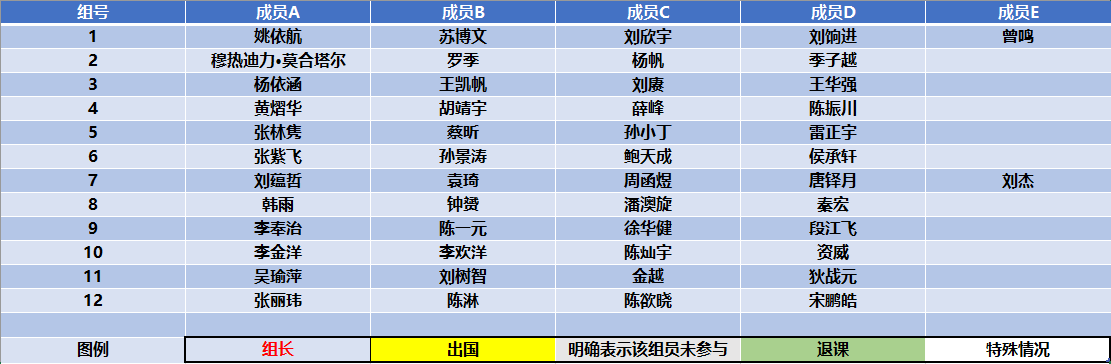 组号 成员A 成员B 成员C 成员D 成员E
1 姚依航 苏博文 刘欣宇 刘饷进 曾鸣
2 穆热迪力•莫合塔尔 罗季 杨帆 季子越
3 杨依涵 王凯帆 刘赓 王华强
4 黄熠华 胡靖宇 薛峰 陈振川
5 张林隽 蔡昕 孙小丁 雷正宇
6 张紫飞 孙景涛 鲍天成 侯承轩
7 刘蕴哲 袁琦 周函煜 唐铎月 刘杰
8 韩雨 钟赟 潘澳旋 秦宏
9 李奉治 陈一元 徐华健 段江飞
10 李金洋 李欢洋 陈灿宇 资威
11 吴瑜萍 刘树智 金越 狄战元
12 张丽玮 陈淋 陈欲晓 宋鹏皓
图例 组长 出国 明确表示该组员未参与 退课 特殊情况